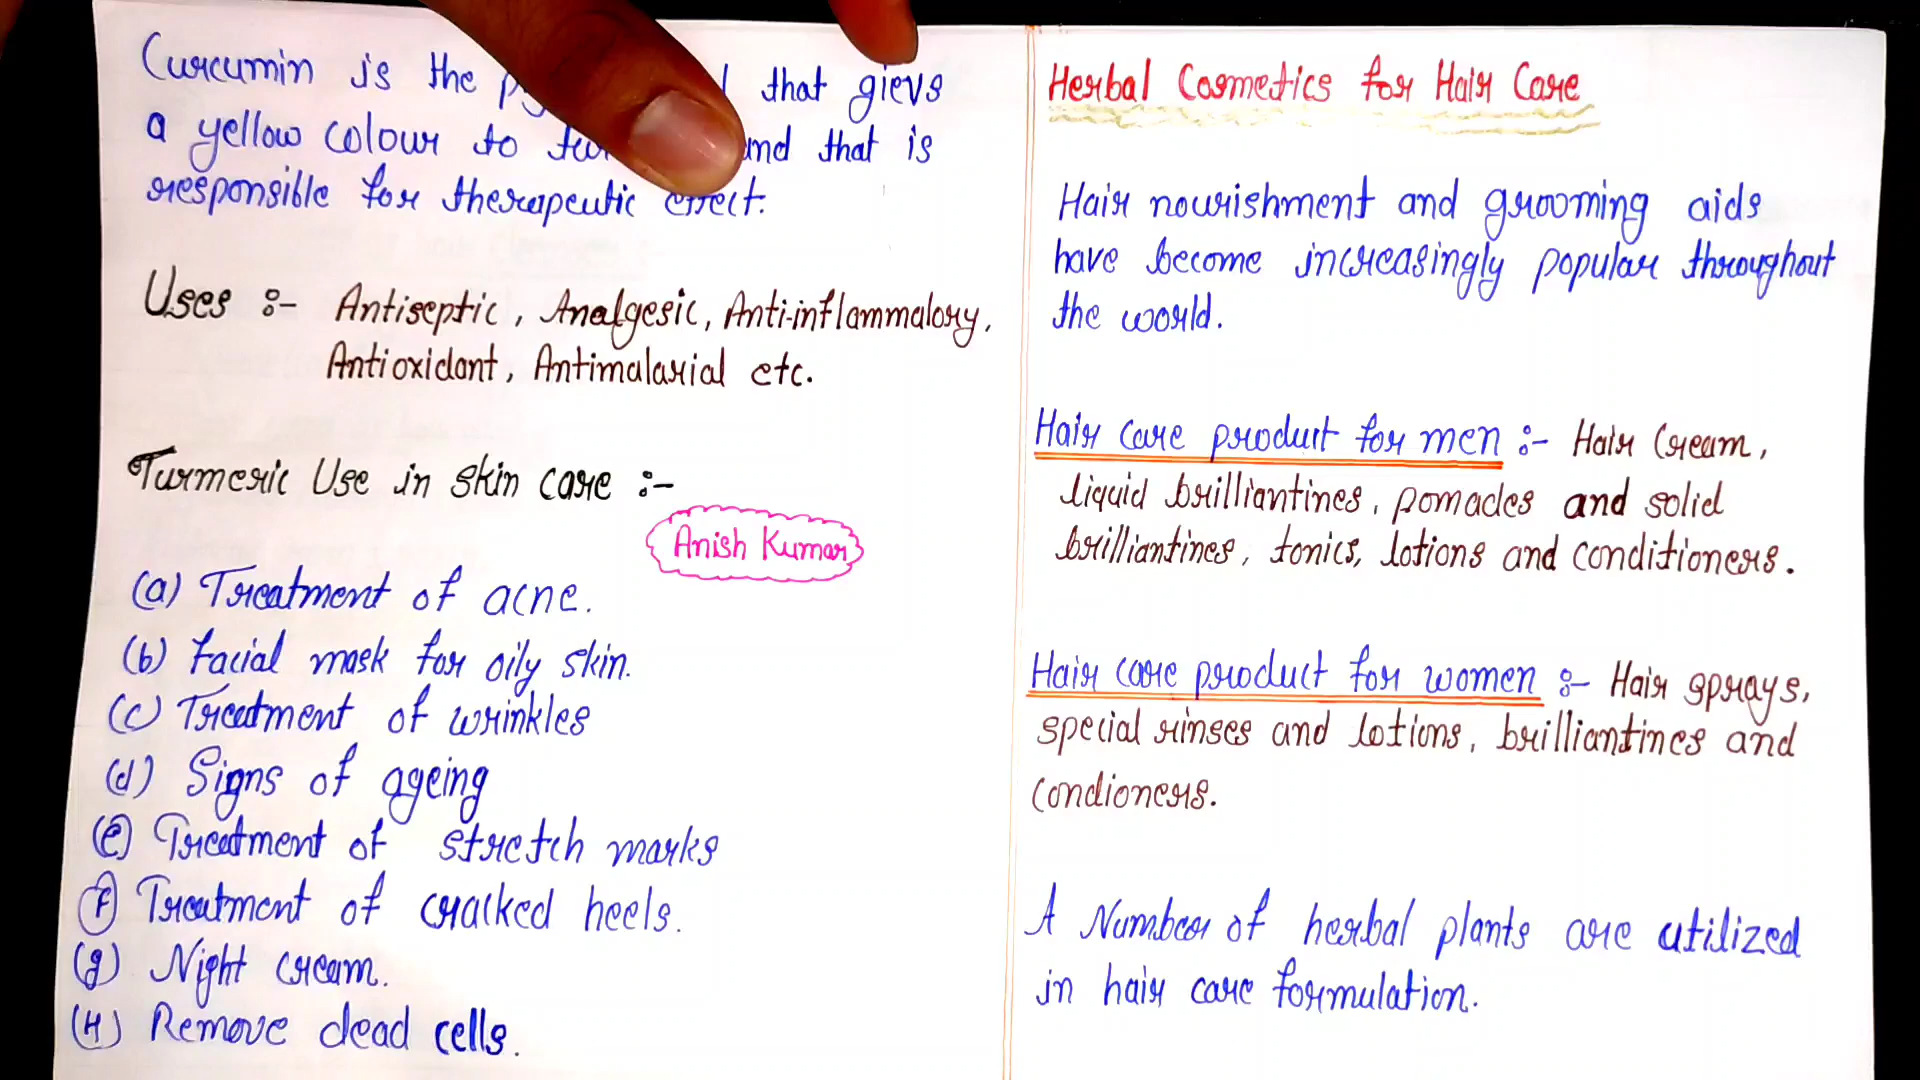 Curcumin is the that gievs
a yellow colour to and that is
responsible for therapeutic effect.
Uses :- Antiseptic, Analgesic, Anti-inflammalory,
Antioxidant, Antimalarial etc.
Turmeric Use in skin care :-
Anish Kumar
(a) Treatment of acne.
(b) facial mask for oily skin.
(c) Treatment of wrinkles
(d) Signs of ageing
(e) Treatment of stretch marks
(f) Treatment of cracked heels.
(g) Night cream.
(H) Remove dead cells.
Herbal Cosmetics for Hair Care
Hair nourishment and grooming aids
have become increasingly popular throughout
the world.
Hair care product for men :- Hair Cream,
liquid brilliantines, pomades and solid
brilliantines, tonics, lotions and conditioners.
Hair care product for women :- Hair sprays,
special rinses and lotions, brilliantines and
condioners.
A Number of herbal plants are utilized
in hair care formulation.